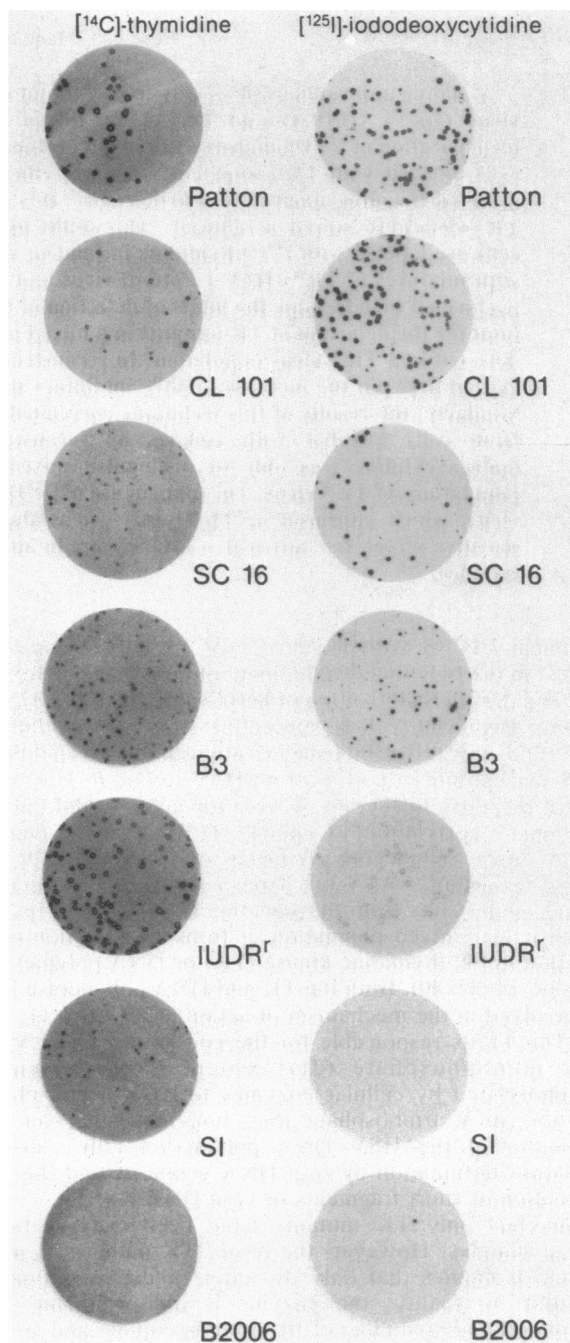 [¹⁴C]-thymidine [¹²⁵I]-iododeoxycytidine
Patton Patton
CL 101 CL 101
SC 16 SC 16
B3 B3
IUDRʳ IUDRʳ
SI SI
B2006 B2006